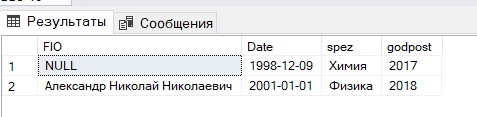 Результаты Сообщения
FIO Date spez godpost
1 NULL 1998-12-09 Химия 2017
2 Александр Николай Николаевич 2001-01-01 Физика 2018